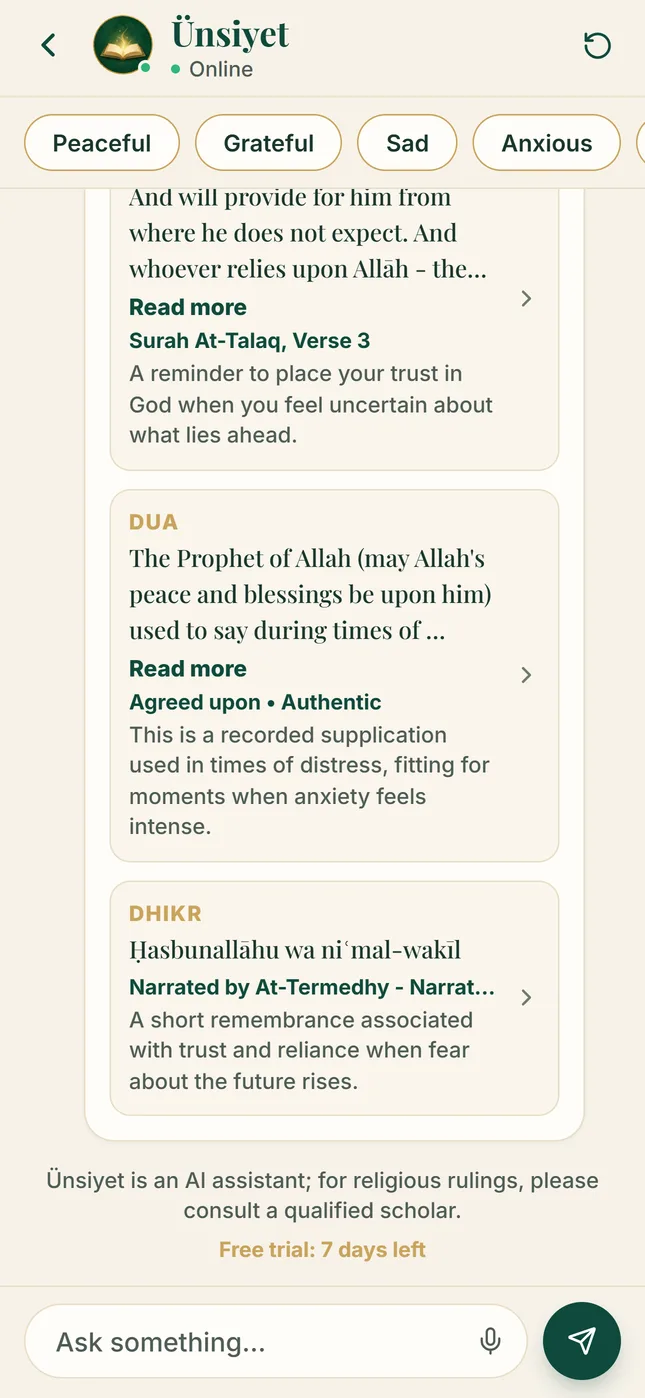 Ünsiyet
Online
Peaceful
Grateful
Sad
Anxious
And will provide for him from
where he does not expect. And
whoever relies upon Allāh - the...
Read more
Surah At-Talaq, Verse 3
A reminder to place your trust in
God when you feel uncertain about
what lies ahead.
DUA
The Prophet of Allah (may Allah's
peace and blessings be upon him)
used to say during times of ...
Read more
Agreed upon • Authentic
This is a recorded supplication
used in times of distress, fitting for
moments when anxiety feels
intense.
DHIKR
Ḥasbunallāhu wa niʿmal-wakīl
Narrated by At-Termedhy - Narrat...
A short remembrance associated
with trust and reliance when fear
about the future rises.
Ünsiyet is an AI assistant; for religious rulings, please
consult a qualified scholar.
Free trial: 7 days left
Ask something...